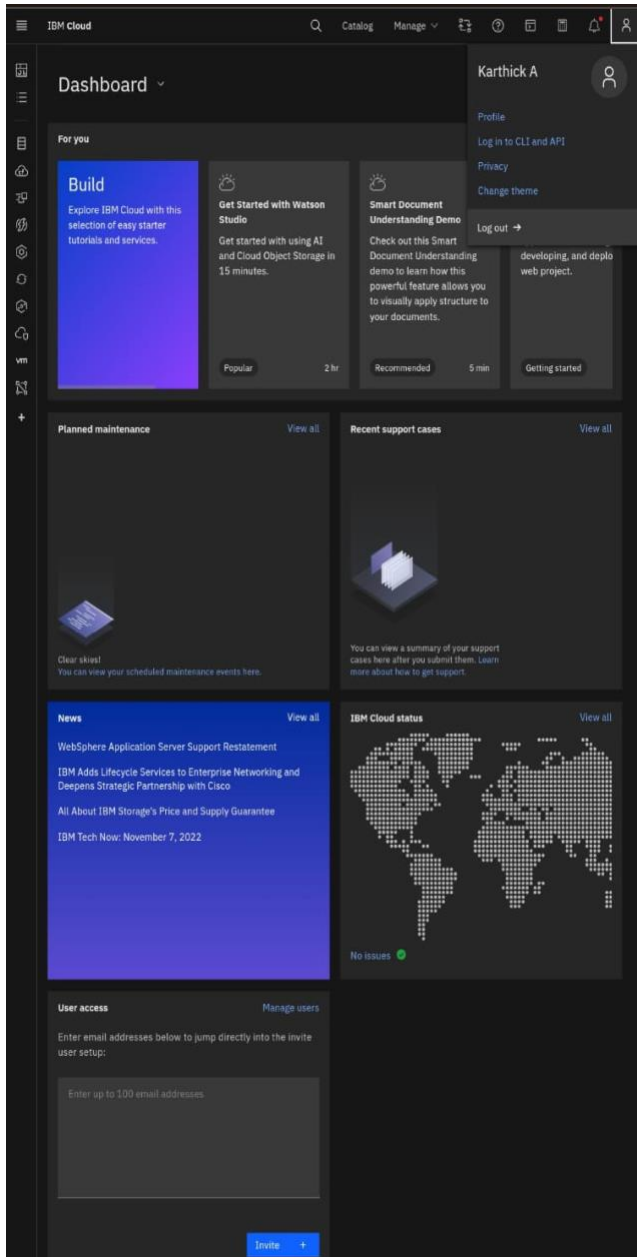 IBM Cloud
Catalog
Manage
Karthick A
Profile
Log in to CLI and API
Privacy
Change theme
Log out →
Dashboard
For you
Build
Explore IBM Cloud with this
selection of easy starter
tutorials and services.
Get Started with Watson
Studio
Get started with using AI
and Cloud Object Storage in
15 minutes.
Popular
2 hr
Smart Document
Understanding Demo
Check out this Smart
Document Understanding
demo to learn how this
powerful feature allows you
to visually apply structure to
your documents.
Recommended
5 min
developing, and deplo
web project.
Getting started
vm
Planned maintenance
View all
Clear skies!
You can view your scheduled maintenance events here.
Recent support cases
View all
You can view a summary of your support
cases here after you submit them. Learn
more about how to get support.
News
View all
WebSphere Application Server Support Restatement
IBM Adds Lifecycle Services to Enterprise Networking and
Deepens Strategic Partnership with Cisco
All About IBM Storage's Price and Supply Guarantee
IBM Tech Now: November 7, 2022
IBM Cloud status
View all
No issues
User access
Manage users
Enter email addresses below to jump directly into the invite
user setup:
Enter up to 100 email addresses
Invite +